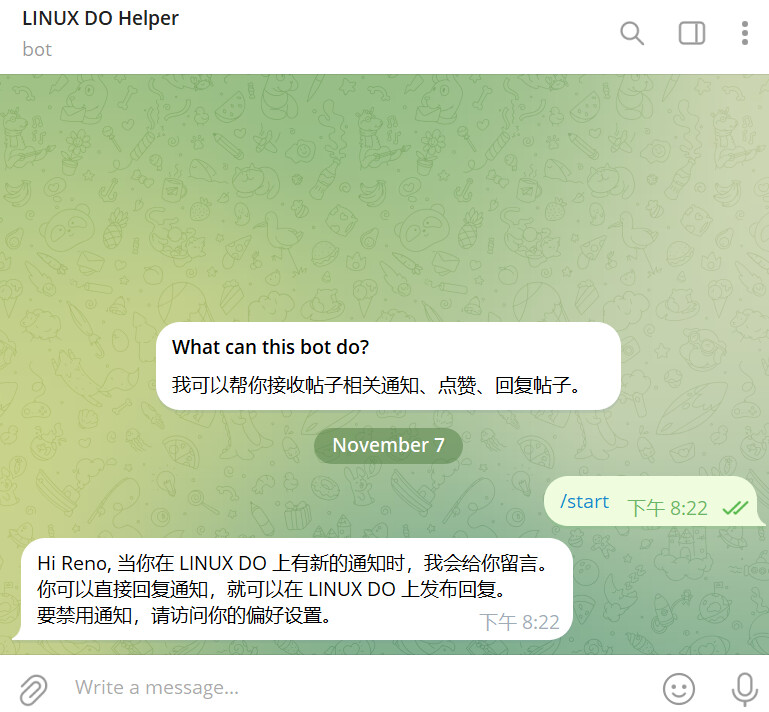 LINUX DO Helper
bot
What can this bot do?
我可以帮你接收帖子相关通知、点赞、回复帖子。
November 7
/start 下午 8:22
Hi Reno, 当你在 LINUX DO 上有新的通知时，我会给你留言。
你可以直接回复通知，就可以在 LINUX DO 上发布回复。
要禁用通知，请访问你的偏好设置。
下午 8:22
Write a message...